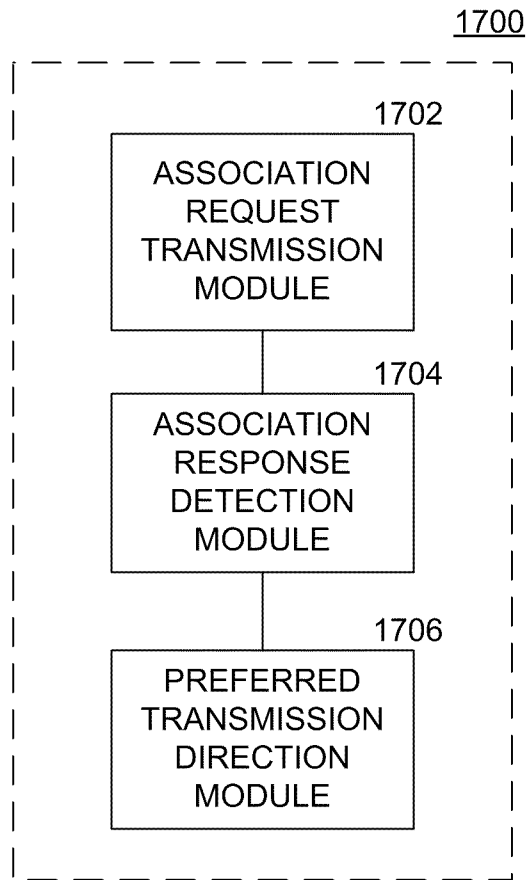 1700
1702
ASSOCIATION
REQUEST
TRANSMISSION
MODULE
1704
ASSOCIATION
RESPONSE
DETECTION
MODULE
1706
PREFERRED
TRANSMISSION
DIRECTION
MODULE